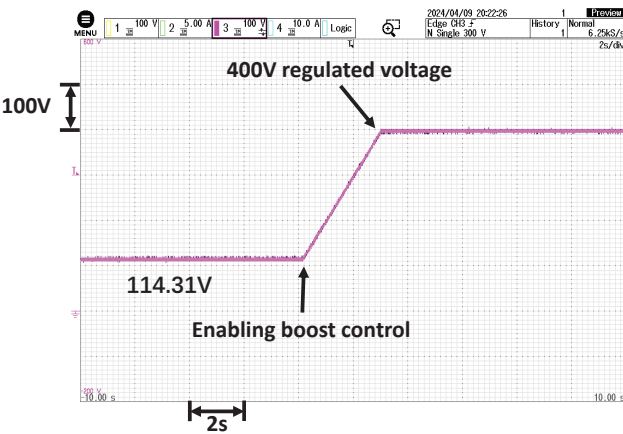 2024/04/09 20:22:26 1 Preview
MENU 1 100 V 2 5.00 A 3 100 V 4 10.0 A Logic Edge CH3 N Single 300 V History 1 Normal 6.25kS/s
600 V 2s/div
400V regulated voltage
100V
114.31V
Enabling boost control
-200 V
-10.00 s 10.00 s
2s